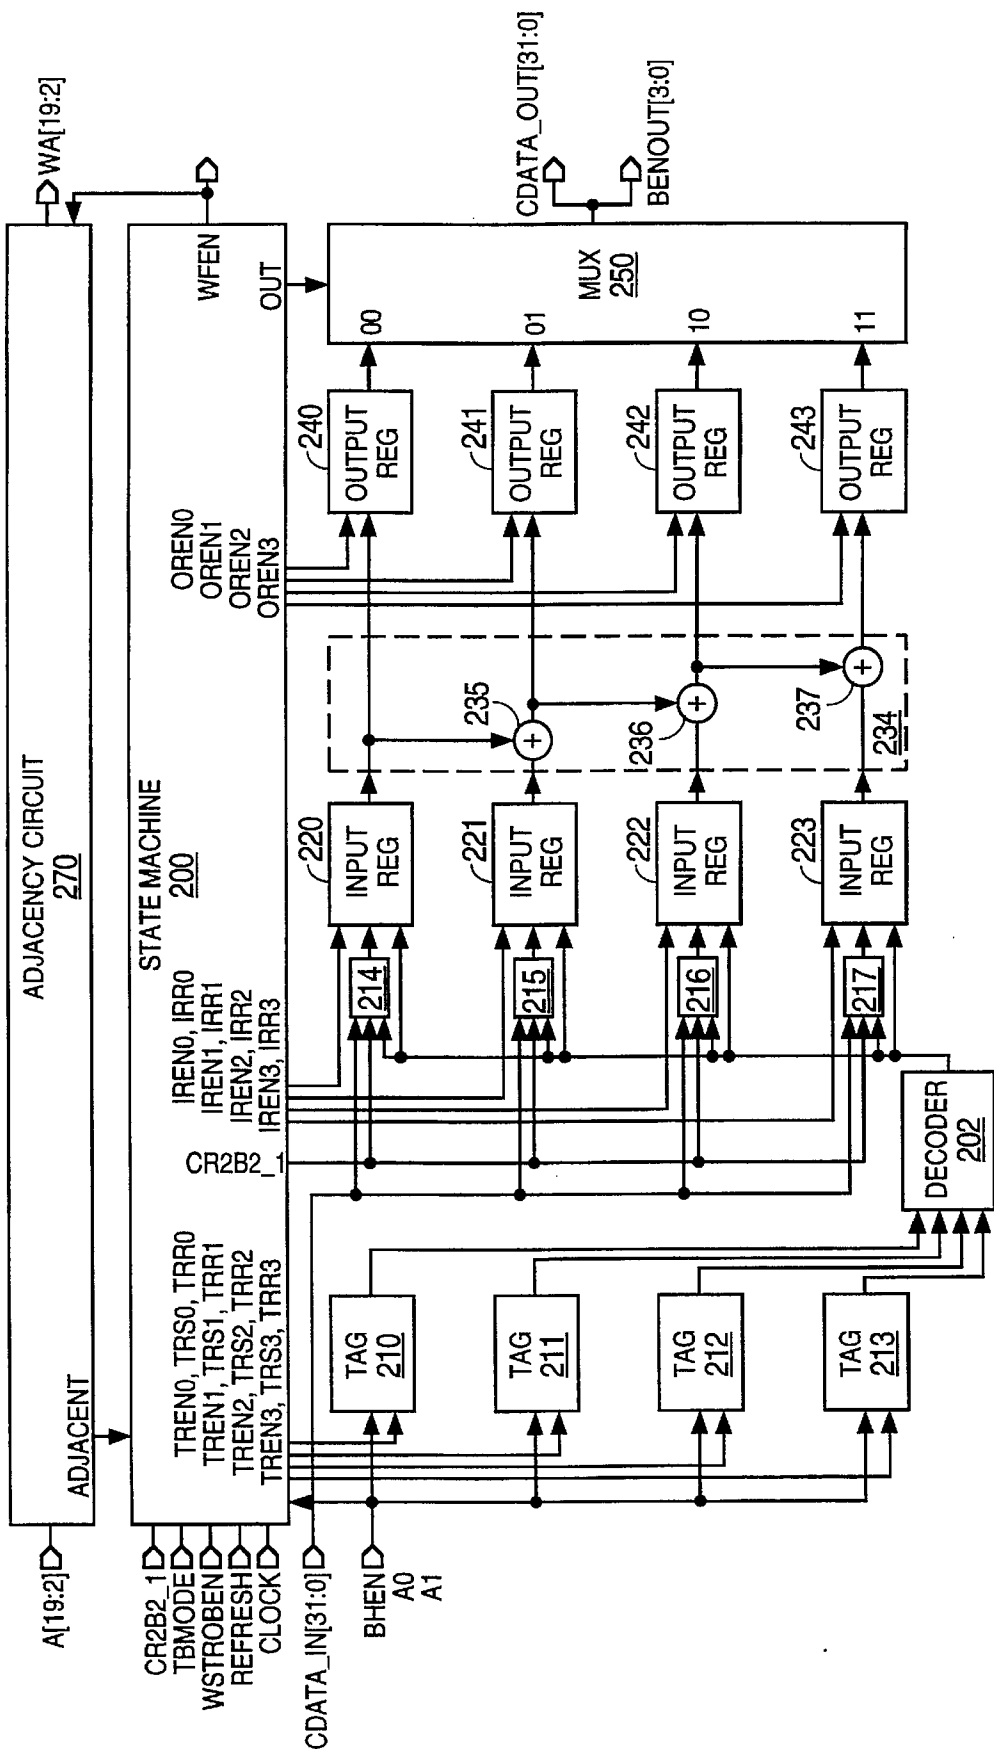 A[19:2]
ADJACENT
ADJACENCY CIRCUIT
270
WA[19:2]
CR2B2_1
TBMODE
WSTROBEN
REFRESH
CLOCK
STATE MACHINE
200
WFEN
OUT
TREN0, TRS0, TRR0
TREN1, TRS1, TRR1
TREN2, TRS2, TRR2
TREN3, TRS3, TRR3
CR2B2_1
IREN0, IRR0
IREN1, IRR1
IREN2, IRR2
IREN3, IRR3
OREN0
OREN1
OREN2
OREN3
CDATA_IN[31:0]
BHEN
A0
A1
TAG
210
TAG
211
TAG
212
TAG
213
DECODER
202
214
215
216
217
220
INPUT
REG
221
INPUT
REG
222
INPUT
REG
223
INPUT
REG
+
235
+
236
+
237
234
240
OUTPUT
REG
241
OUTPUT
REG
242
OUTPUT
REG
243
OUTPUT
REG
00
01
10
11
MUX
250
CDATA_OUT[31:0]
BENOUT[3:0]